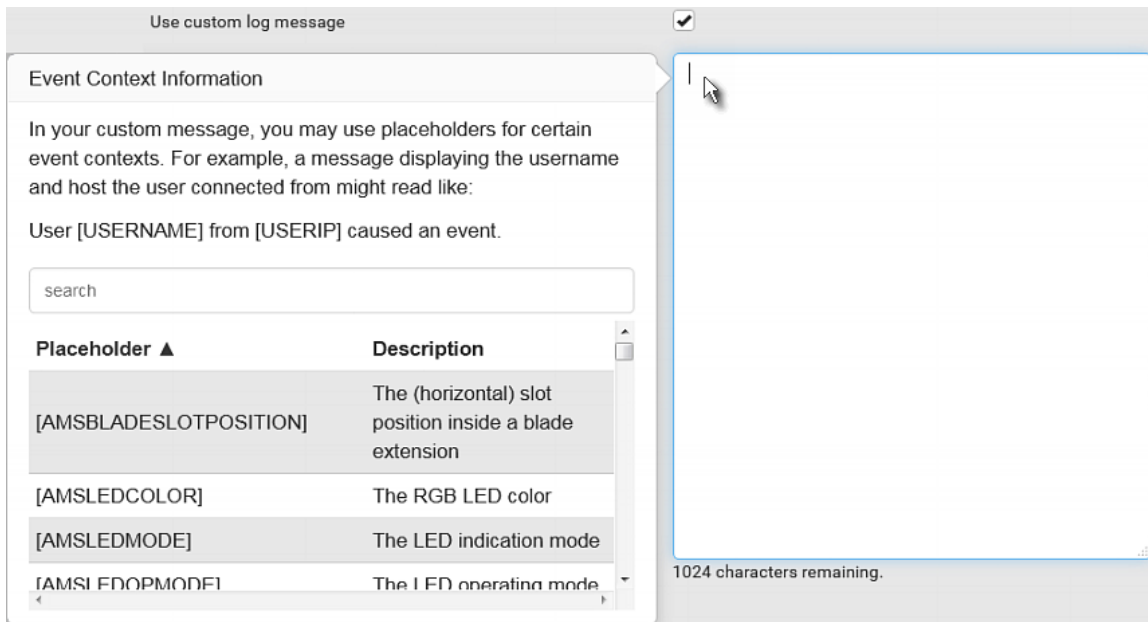 Use custom log message
Event Context Information
In your custom message, you may use placeholders for certain
event contexts. For example, a message displaying the username
and host the user connected from might read like:
User [USERNAME] from [USERIP] caused an event.
search
Placeholder ▲ Description
[AMSBLADESLOTPOSITION] The (horizontal) slot
position inside a blade
extension
[AMSLEDCOLOR] The RGB LED color
[AMSLEDMODE] The LED indication mode
[AMSLEDOPMODE] The LED operating mode
1024 characters remaining.